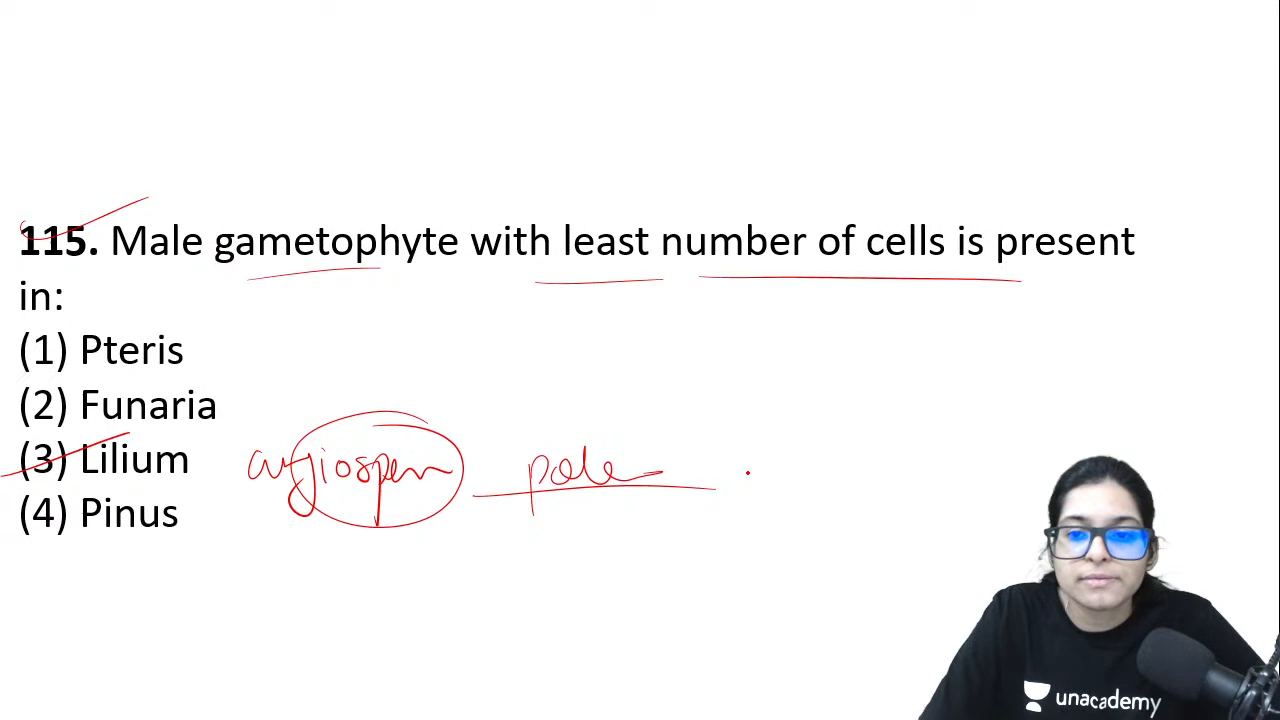 115. Male gametophyte with least number of cells is present
in:
(1) Pteris
(2) Funaria
(3) Lilium angiosperm
(4) Pinus
unacademy